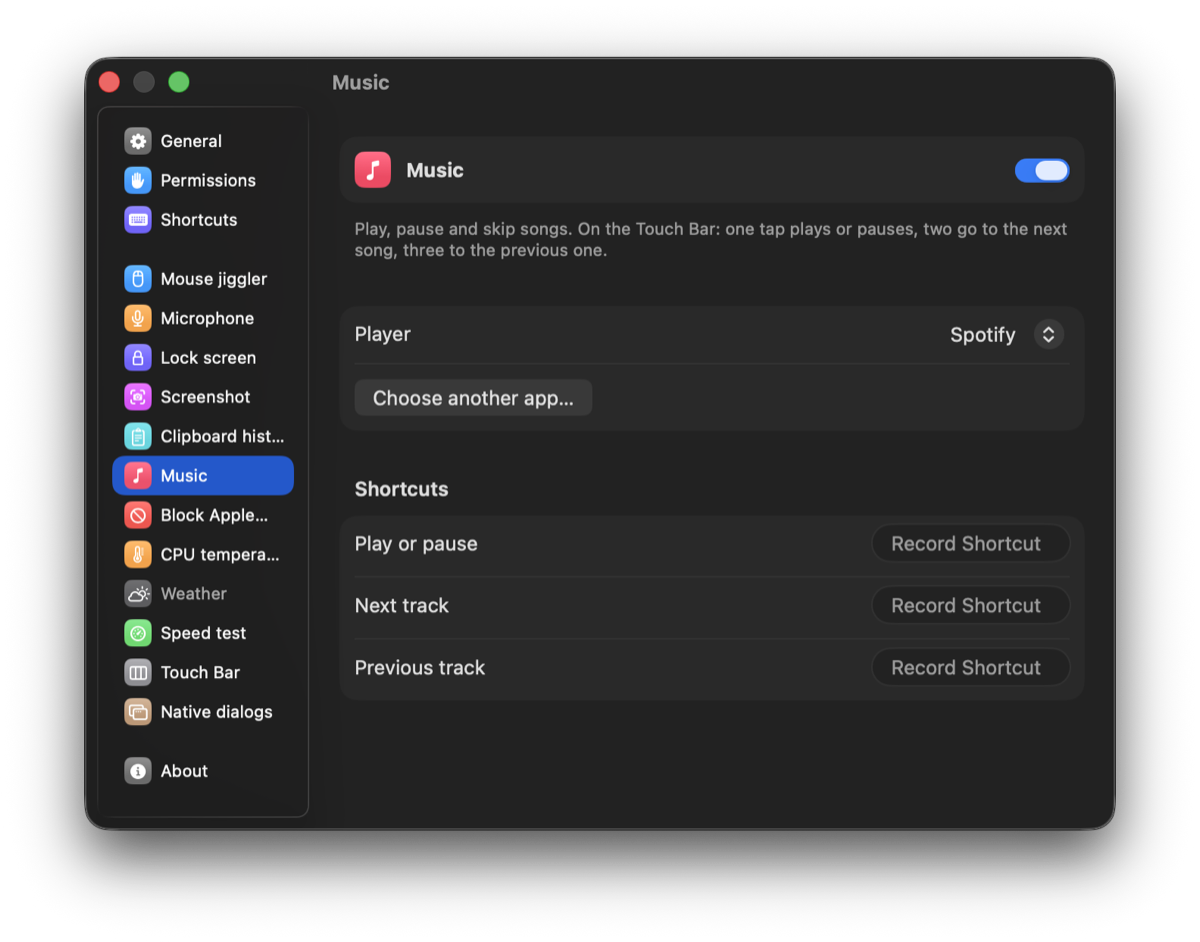 Music
General
Permissions
Shortcuts
Mouse jiggler
Microphone
Lock screen
Screenshot
Clipboard hist...
Music
Block Apple...
CPU tempera...
Weather
Speed test
Touch Bar
Native dialogs
About
Music
Play, pause and skip songs. On the Touch Bar: one tap plays or pauses, two go to the next
song, three to the previous one.
Player Spotify
Choose another app...
Shortcuts
Play or pause Record Shortcut
Next track Record Shortcut
Previous track Record Shortcut